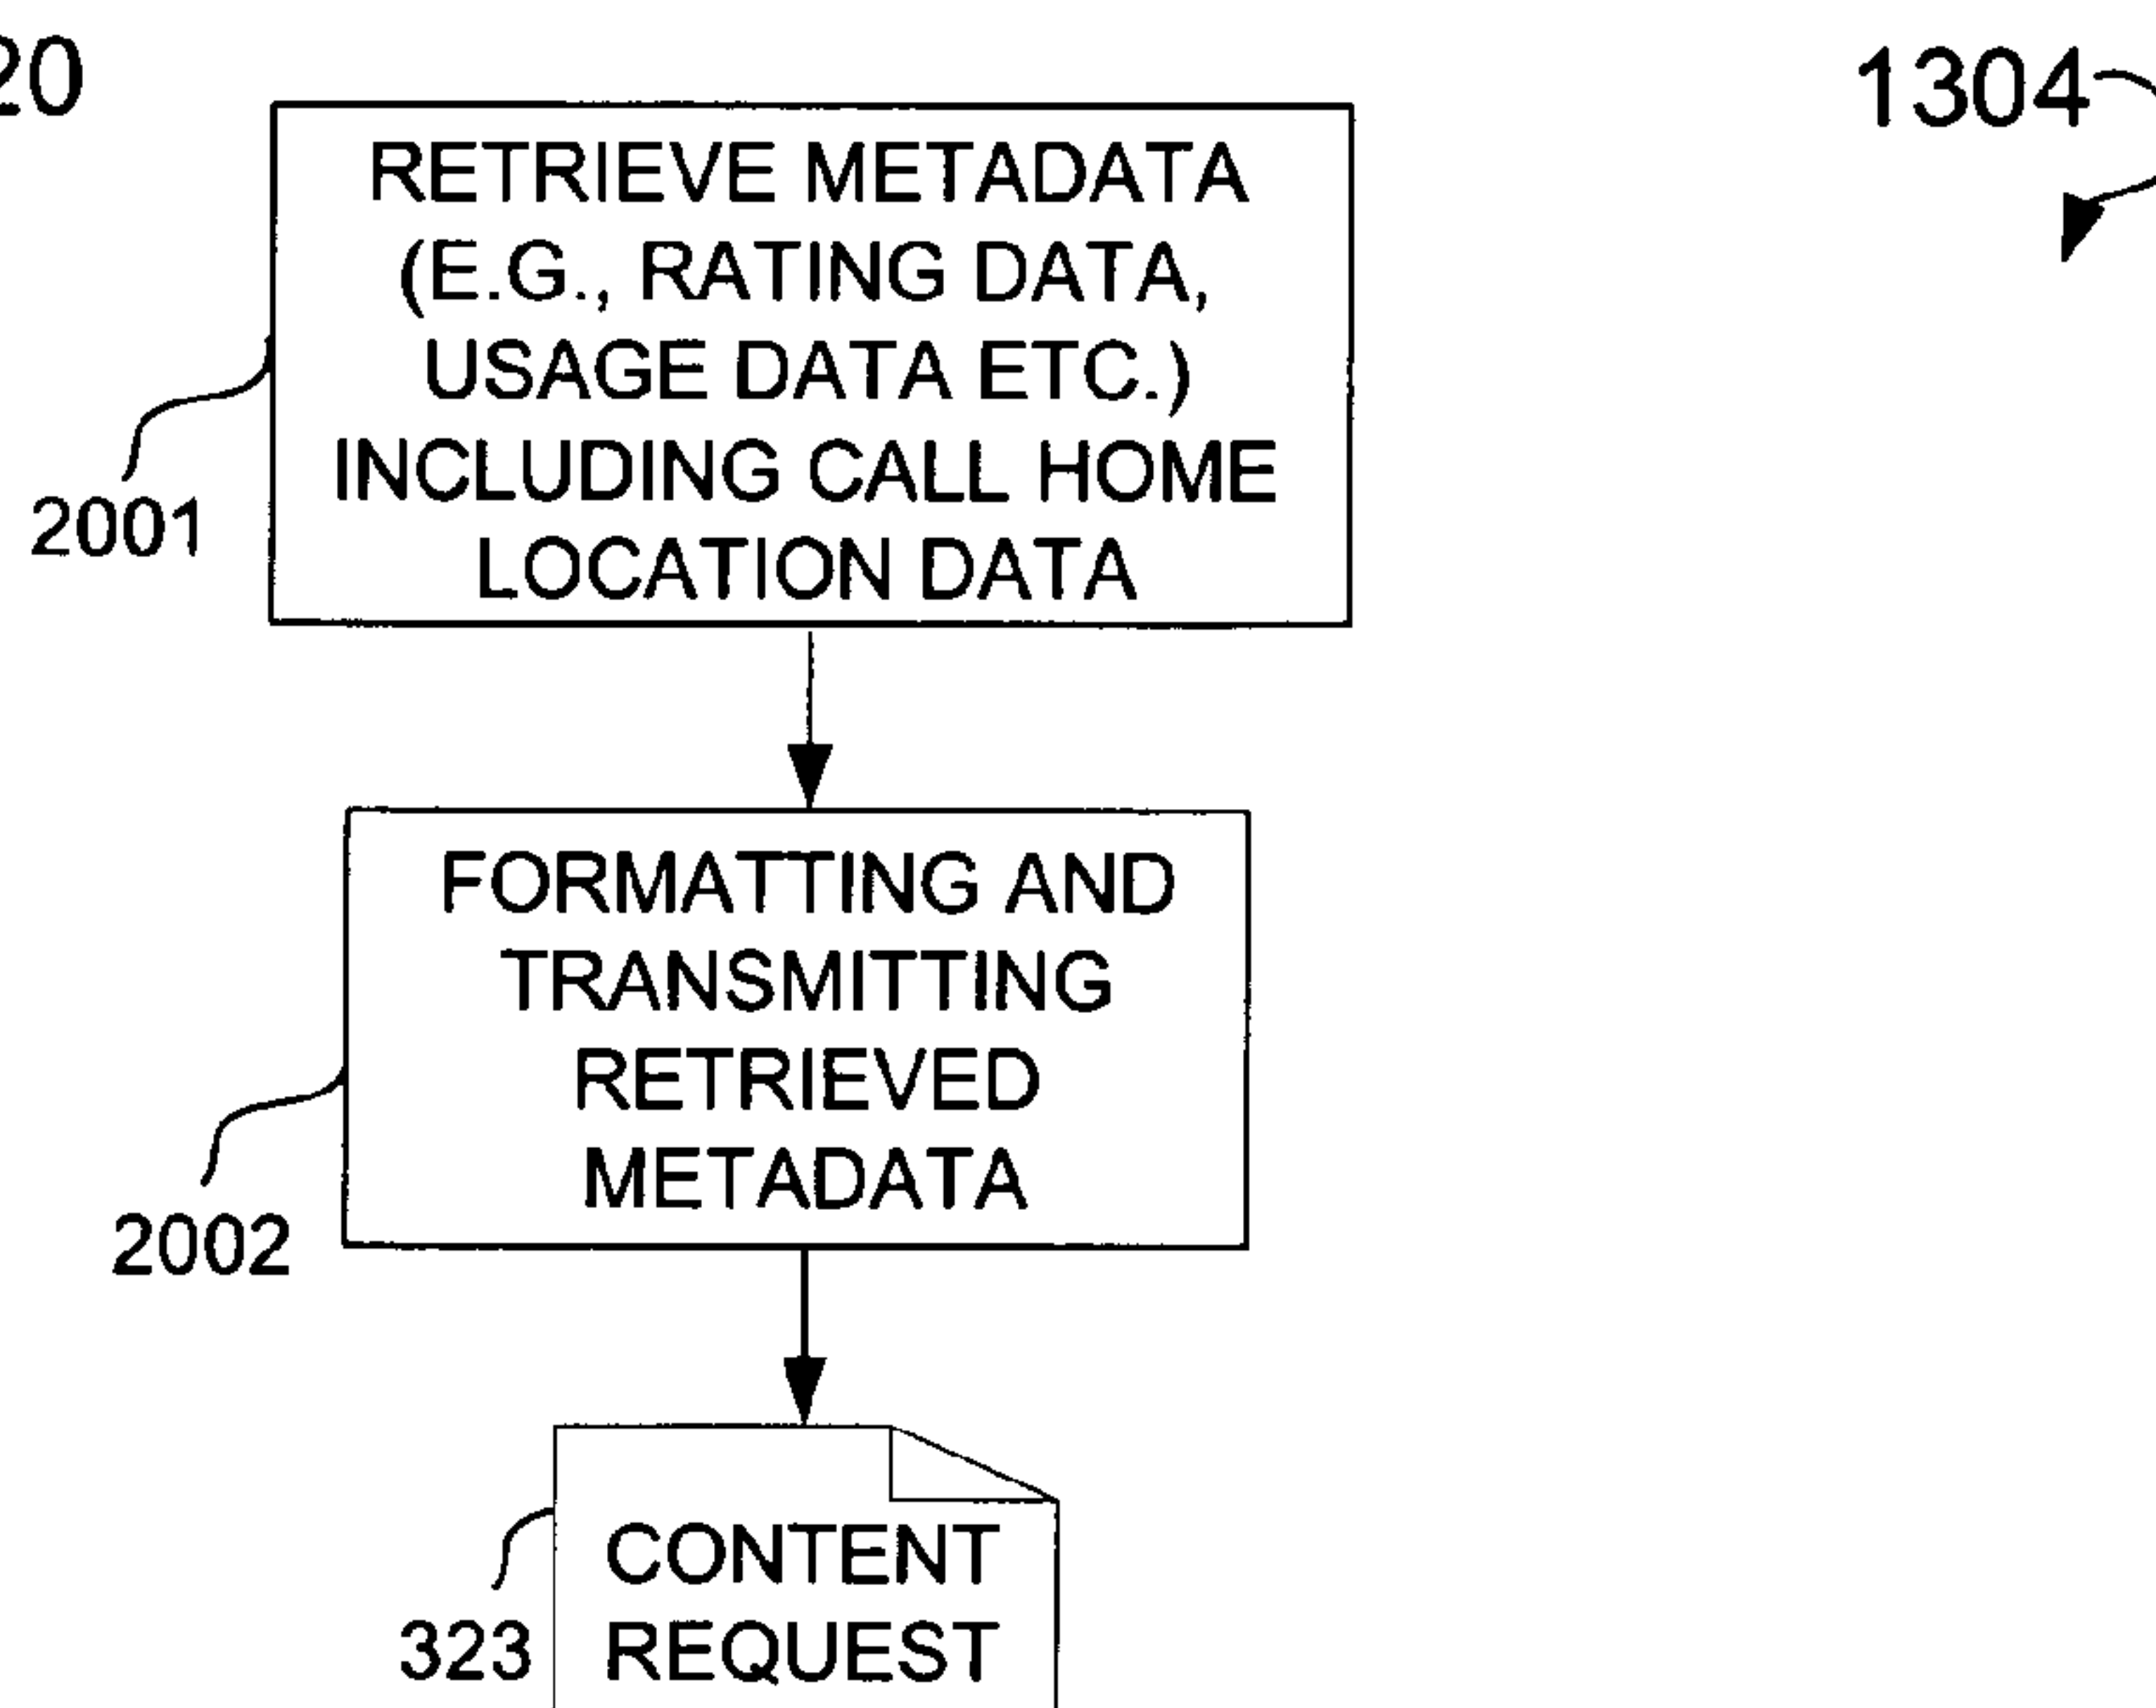 20
1304
RETRIEVE METADATA
(E.G., RATING DATA,
USAGE DATA ETC.)
INCLUDING CALL HOME
LOCATION DATA
2001
FORMATTING AND
TRANSMITTING
RETRIEVED
METADATA
2002
CONTENT
REQUEST
323